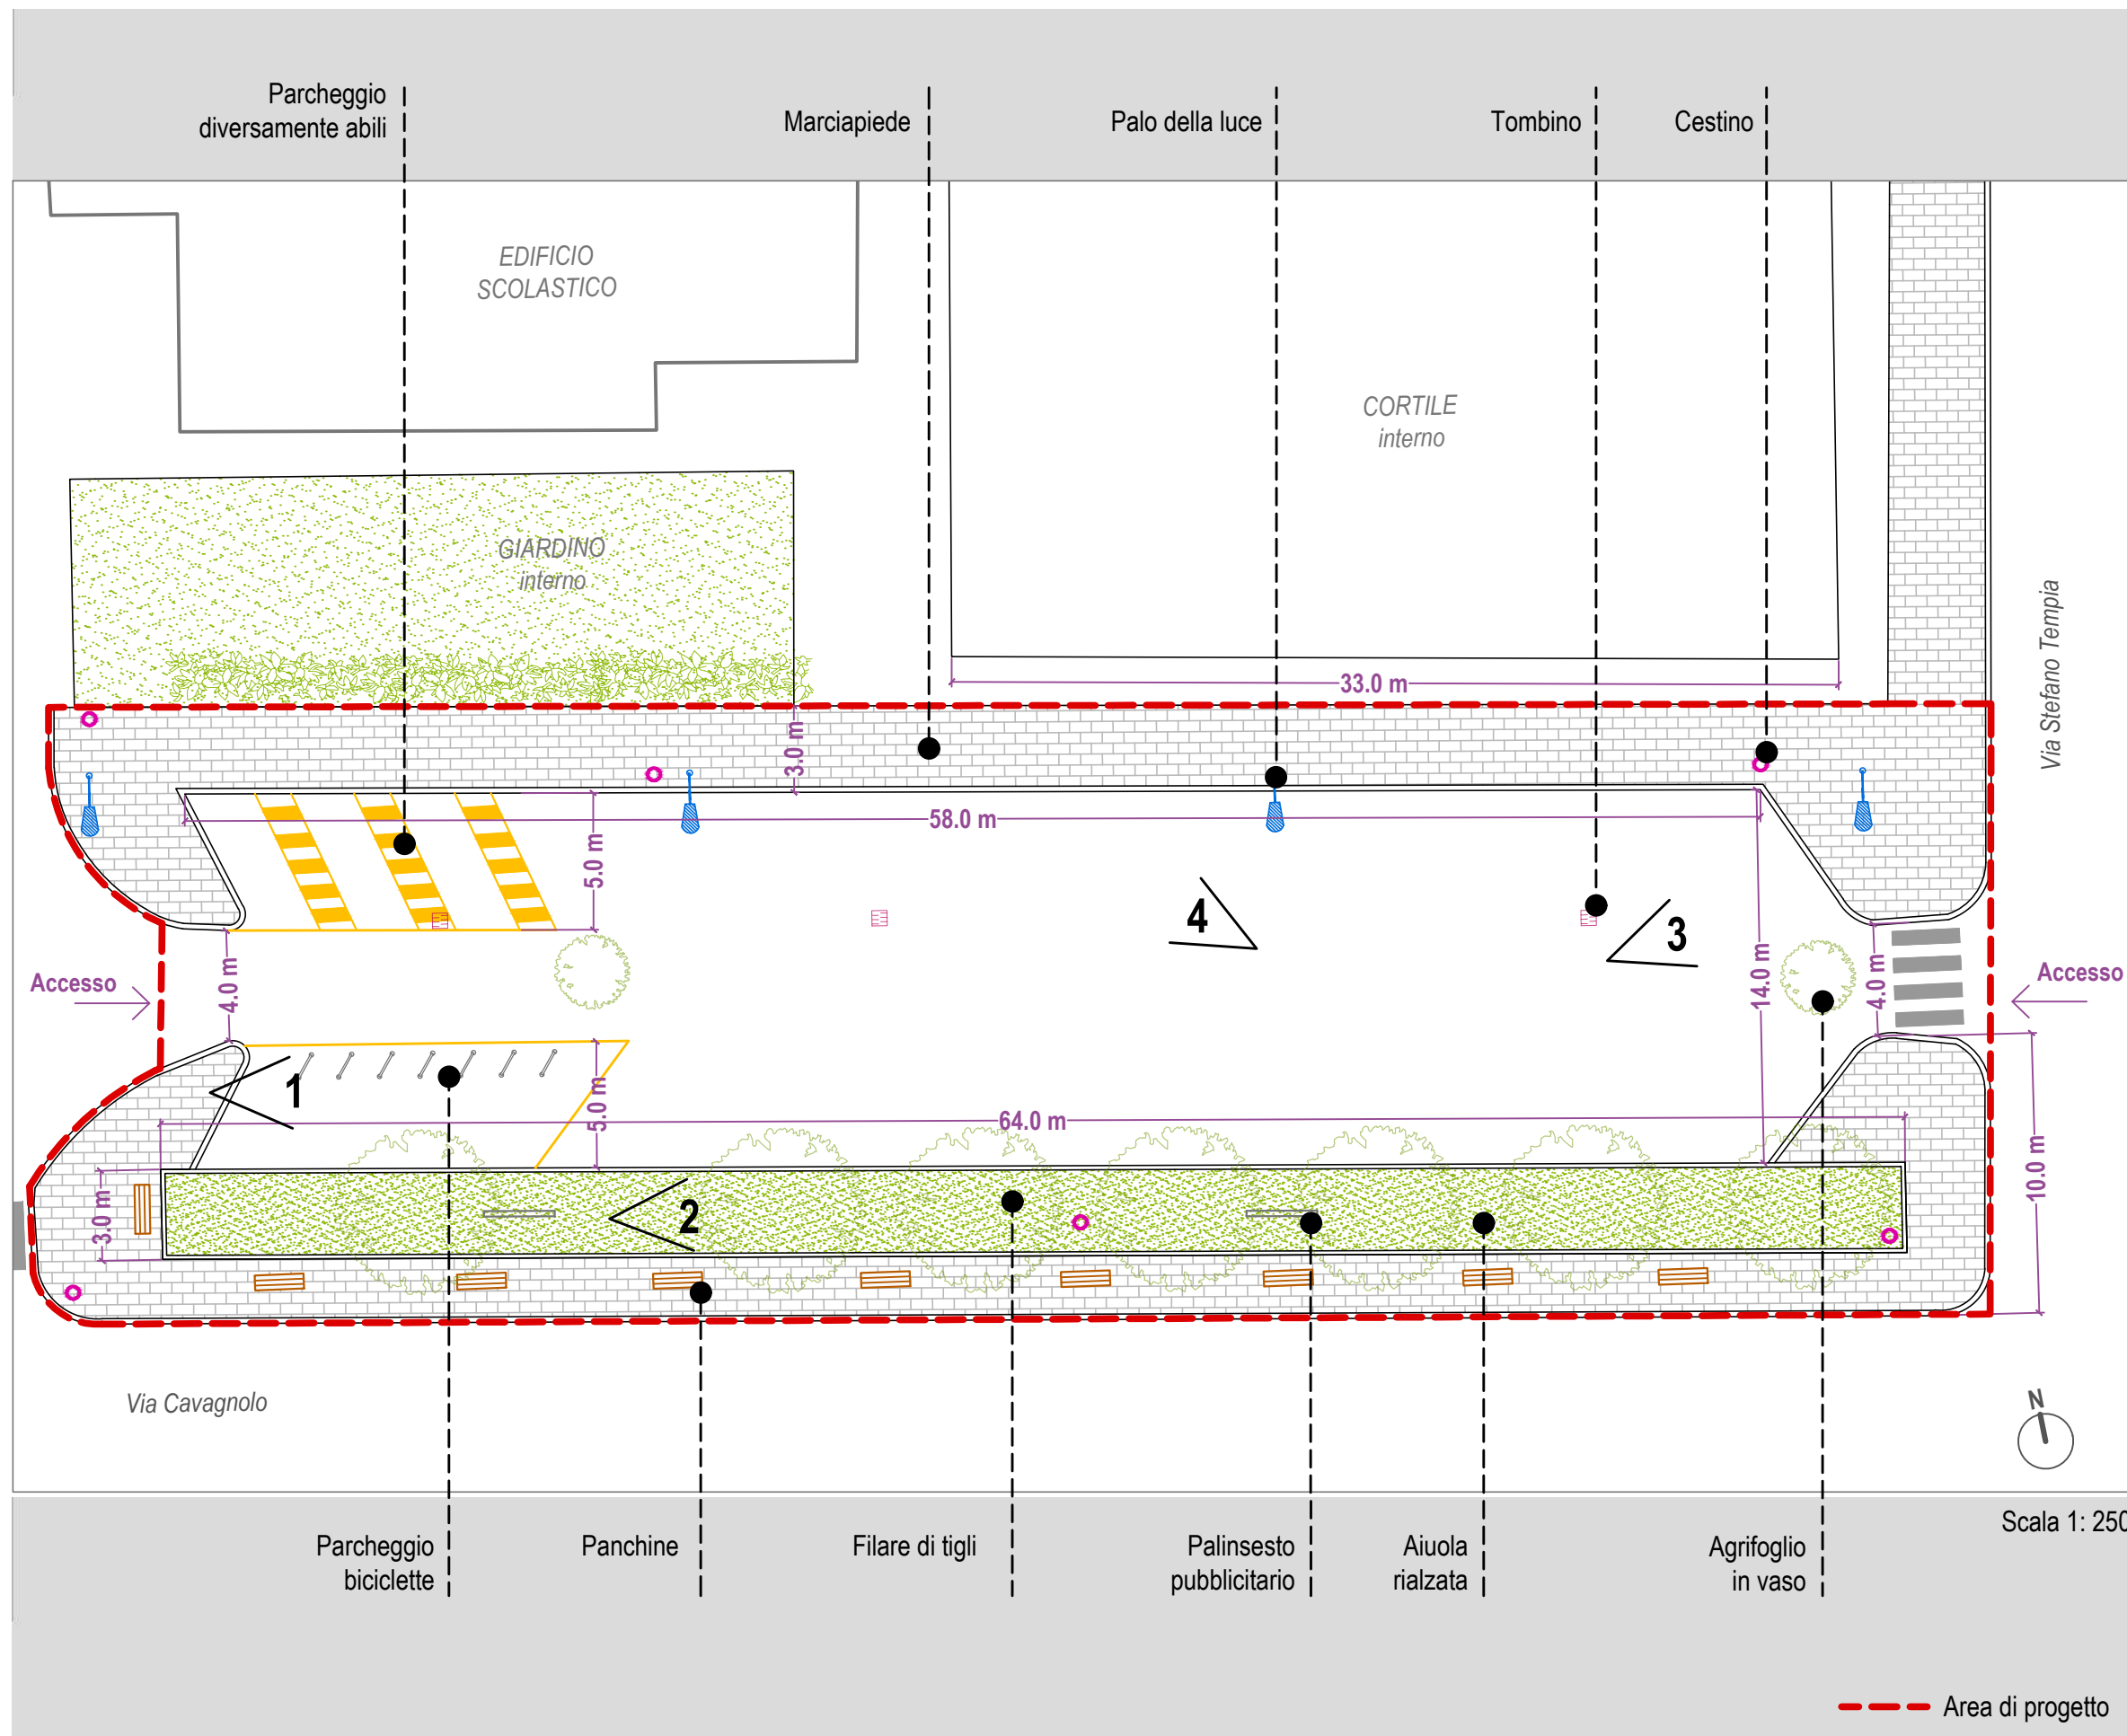 Parcheggio
diversamente abili
Marciapiede
Palo della luce
Tombino
Cestino
EDIFICIO
SCOLASTICO
CORTILE
interno
GIARDINO
interno
Via Stefano Tempia
33.0 m
3.0 m
58.0 m
5.0 m
4
3
Accesso
4.0 m
14.0 m
4.0 m
Accesso
1
5.0 m
64.0 m
10.0 m
3.0 m
2
Via Cavagnolo
N
Scala 1: 250
Parcheggio
biciclette
Panchine
Filare di tigli
Palinsesto
pubblicitario
Aiuola
rialzata
Agrifoglio
in vaso
Area di progetto